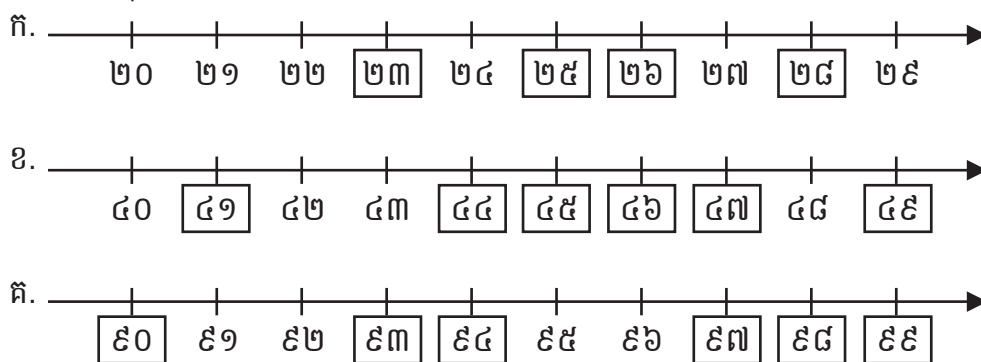 ក.
២០ ២១ ២២ ២៣ ២៤ ២៥ ២៦ ២៧ ២៨ ២៩
ខ.
៤០ ៤១ ៤២ ៤៣ ៤៤ ៤៥ ៤៦ ៤៧ ៤៨ ៤៩
គ.
៩០ ៩១ ៩២ ៩៣ ៩៤ ៩៥ ៩៦ ៩៧ ៩៨ ៩៩